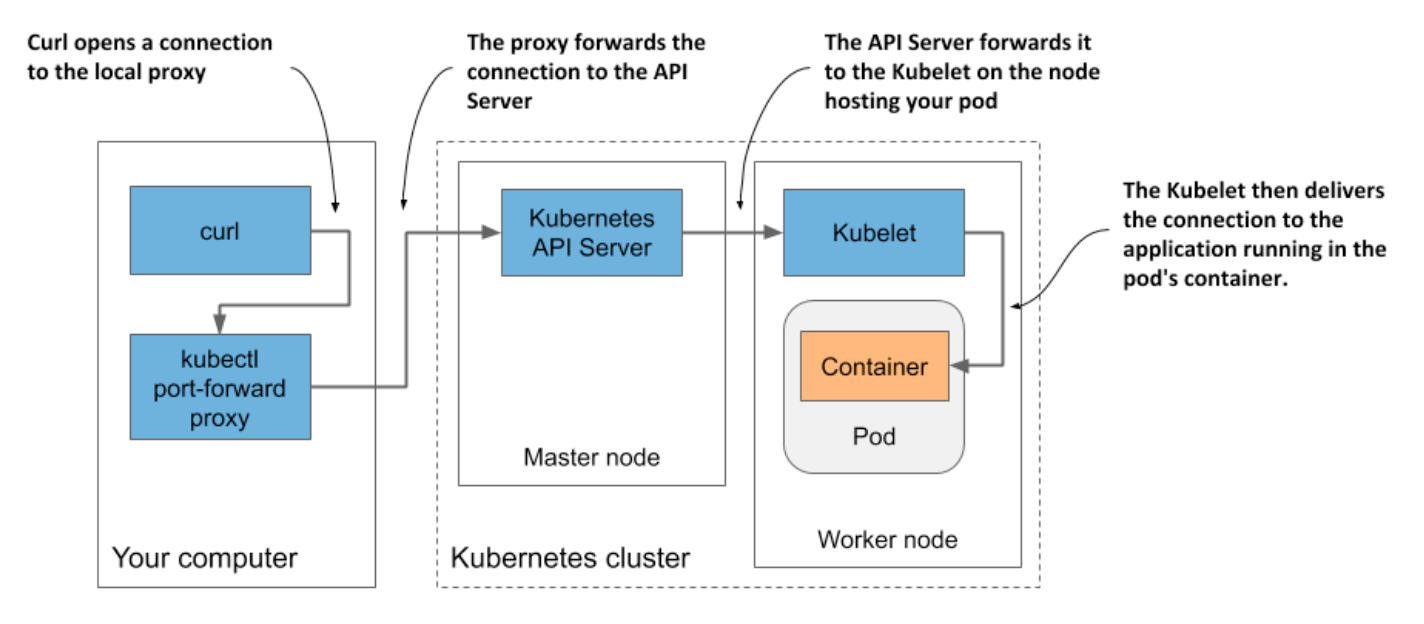 Curl opens a connection
to the local proxy
The proxy forwards the
connection to the API
Server
The API Server forwards it
to the Kubelet on the node
hosting your pod
The Kubelet then delivers
the connection to the
application running in the
pod's container.
curl
kubectl
port-forward
proxy
Your computer
Kubernetes
API Server
Master node
Kubelet
Container
Pod
Worker node
Kubernetes cluster